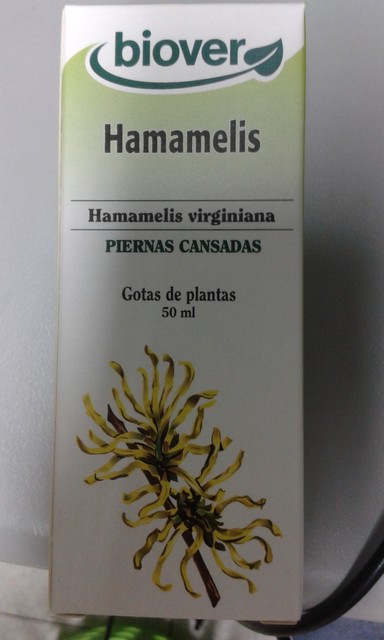 biover
Hamamelis
Hamamelis virginiana
PIERNAS CANSADAS
Gotas de plantas
50 ml